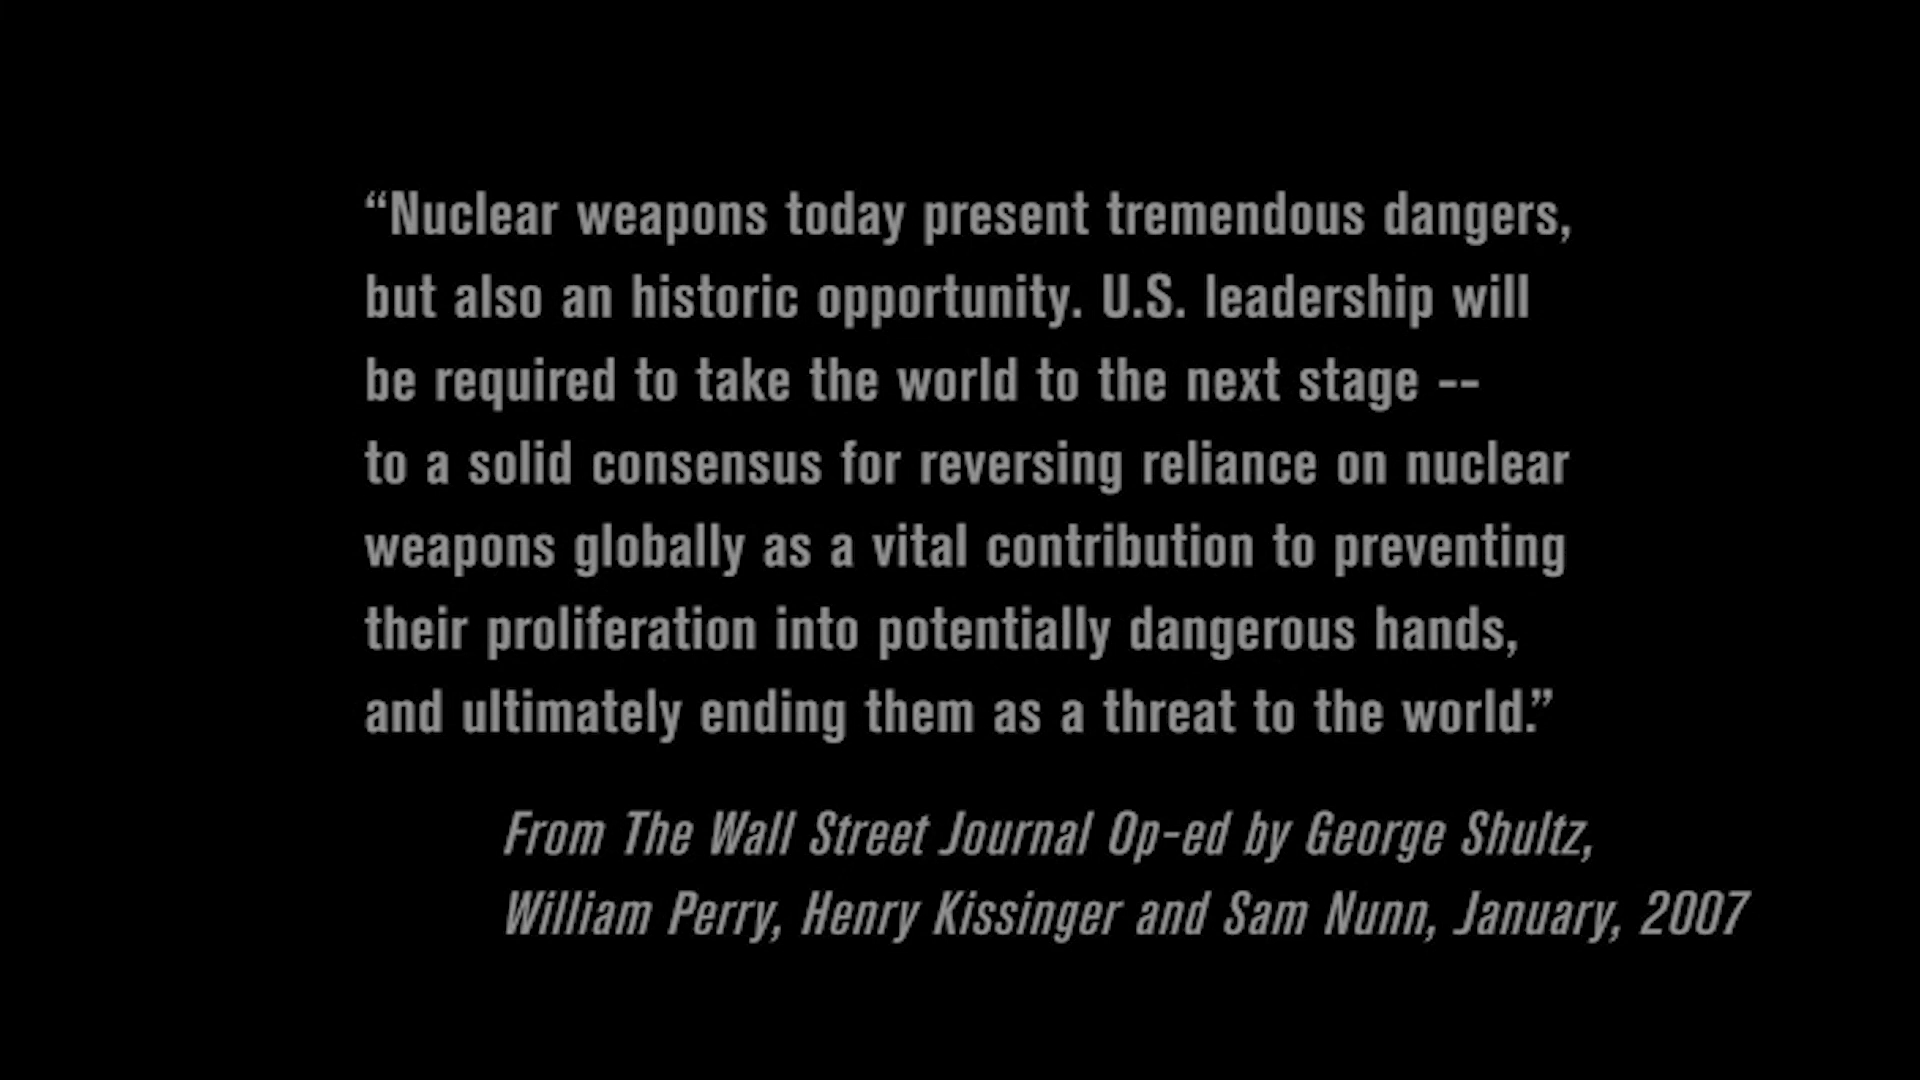 “Nuclear weapons today present tremendous dangers,
but also an historic opportunity. U.S. leadership will
be required to take the world to the next stage --
to a solid consensus for reversing reliance on nuclear
weapons globally as a vital contribution to preventing
their proliferation into potentially dangerous hands,
and ultimately ending them as a threat to the world.”
From The Wall Street Journal Op-ed by George Shultz,
William Perry, Henry Kissinger and Sam Nunn, January, 2007